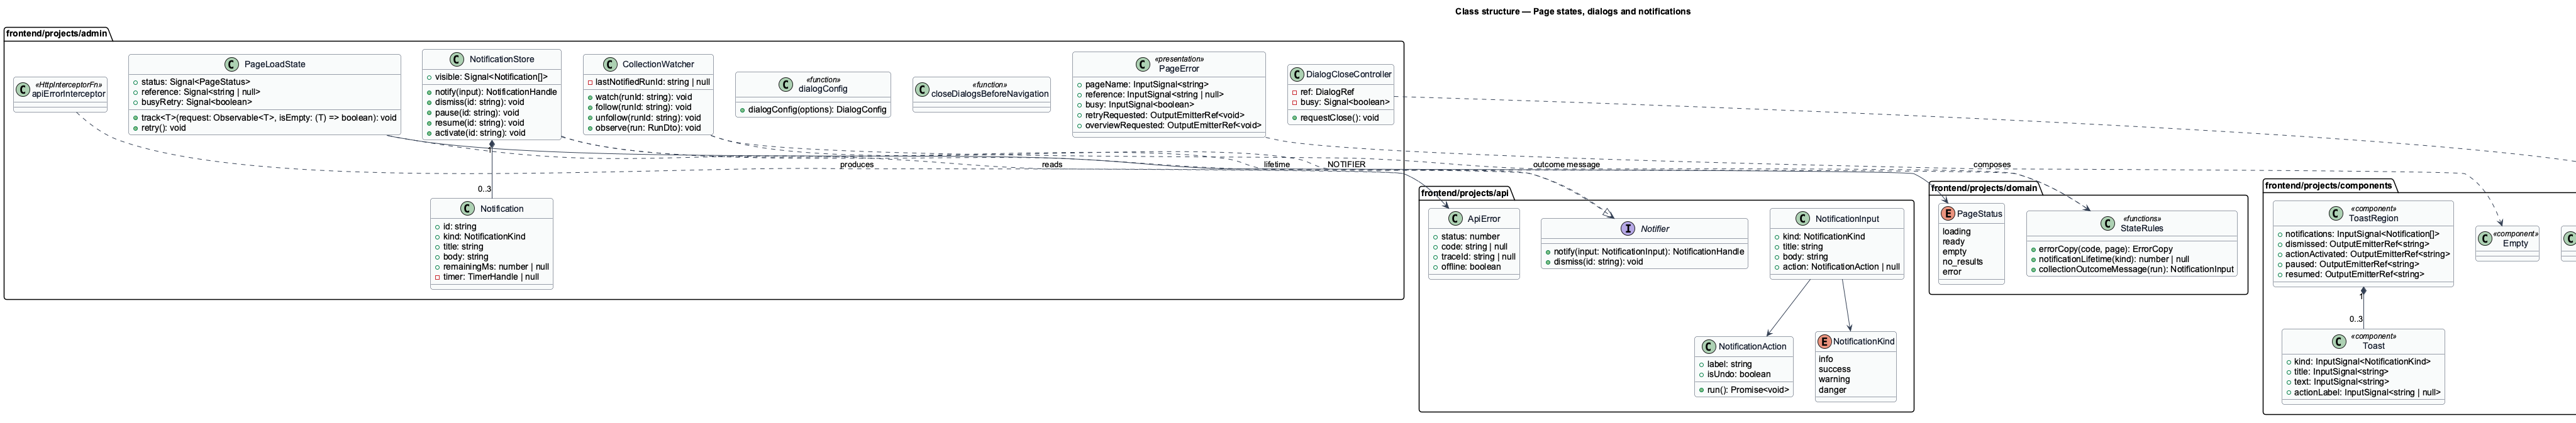 Class structure — Page states, dialogs and notifications
frontend/projects/admin
C «HttpInterceptorFn»
apiErrorInterceptor
C PageLoadState
status: Signal<PageStatus>
reference: Signal<string | null>
busyRetry: Signal<boolean>
track<T>(request: Observable<T>, isEmpty: (T) => boolean): void
retry(): void
C NotificationStore
visible: Signal<Notification[]>
notify(input): NotificationHandle
dismiss(id: string): void
pause(id: string): void
resume(id: string): void
activate(id: string): void
C CollectionWatcher
lastNotifiedRunId: string | null
watch(runId: string): void
follow(runId: string): void
unfollow(runId: string): void
observe(run: RunDto): void
C «function»
dialogConfig
dialogConfig(options): DialogConfig
C «function»
closeDialogsBeforeNavigation
C «presentation»
PageError
pageName: InputSignal<string>
reference: InputSignal<string | null>
busy: InputSignal<boolean>
retryRequested: OutputEmitterRef<void>
overviewRequested: OutputEmitterRef<void>
C DialogCloseController
ref: DialogRef
busy: Signal<boolean>
requestClose(): void
1
0..3
produces
reads
lifetime
NOTIFIER
outcome message
composes
C Notification
id: string
kind: NotificationKind
title: string
body: string
remainingMs: number | null
timer: TimerHandle | null
frontend/projects/api
C ApiError
status: number
code: string | null
traceId: string | null
offline: boolean
I Notifier
notify(input: NotificationInput): NotificationHandle
dismiss(id: string): void
C NotificationInput
kind: NotificationKind
title: string
body: string
action: NotificationAction | null
C NotificationAction
label: string
isUndo: boolean
run(): Promise<void>
E NotificationKind
info
success
warning
danger
frontend/projects/domain
E PageStatus
loading
ready
empty
no_results
error
C «functions»
StateRules
errorCopy(code, page): ErrorCopy
notificationLifetime(kind): number | null
collectionOutcomeMessage(run): NotificationInput
frontend/projects/components
C «component»
ToastRegion
notifications: InputSignal<Notification[]>
dismissed: OutputEmitterRef<string>
actionActivated: OutputEmitterRef<string>
paused: OutputEmitterRef<string>
resumed: OutputEmitterRef<string>
C «component»
Empty
C
1
0..3
C «component»
Toast
kind: InputSignal<NotificationKind>
title: InputSignal<string>
text: InputSignal<string>
actionLabel: InputSignal<string | null>